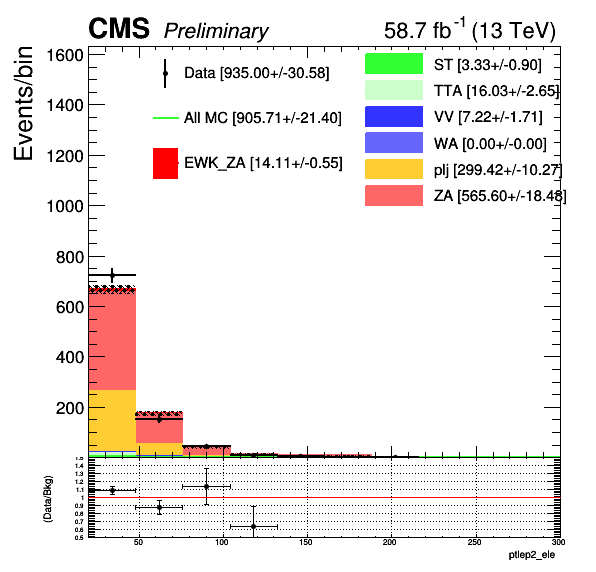 CMS Preliminary 58.7 fb⁻¹ (13 TeV)
Events/bin
1600
1400
1200
1000
800
600
400
200
Data [935.00+/-30.58]
All MC [905.71+/-21.40]
EWK_ZA [14.11+/-0.55]
ST [3.33+/-0.90]
TTA [16.03+/-2.65]
VV [7.22+/-1.71]
WA [0.00+/-0.00]
plj [299.42+/-10.27]
ZA [565.60+/-18.48]
(Data/Bkg)
1.5
1.4
1.3
1.2
1.1
1
0.9
0.8
0.7
0.6
0.5
50 100 150 200 250 300
ptlep2_ele